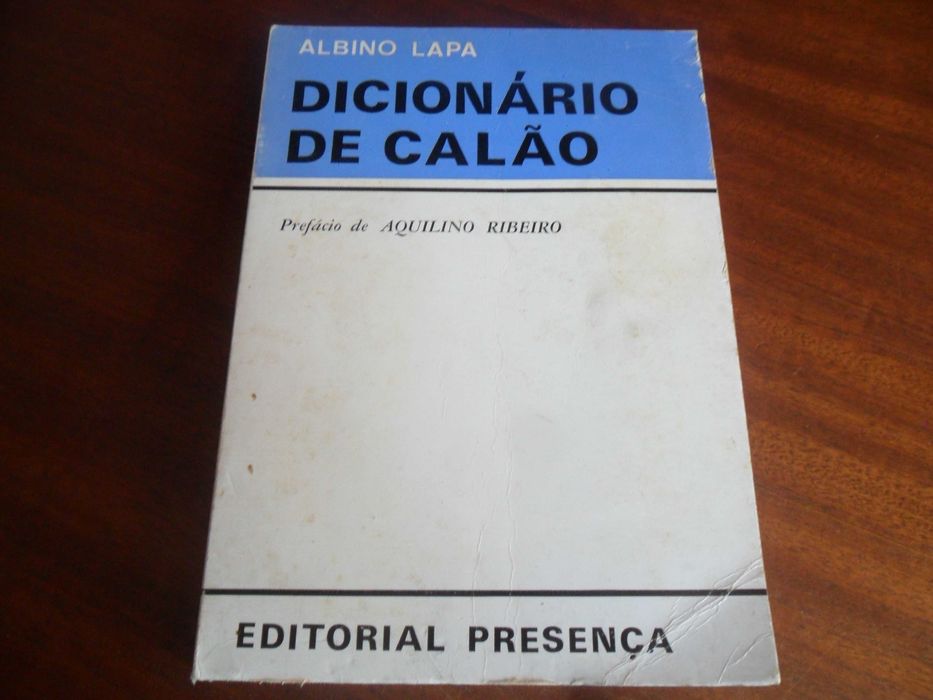 ALBINO LAPA
DICIONÁRIO
DE CALÃO
Prefácio de AQUILINO RIBEIRO
EDITORIAL PRESENÇA